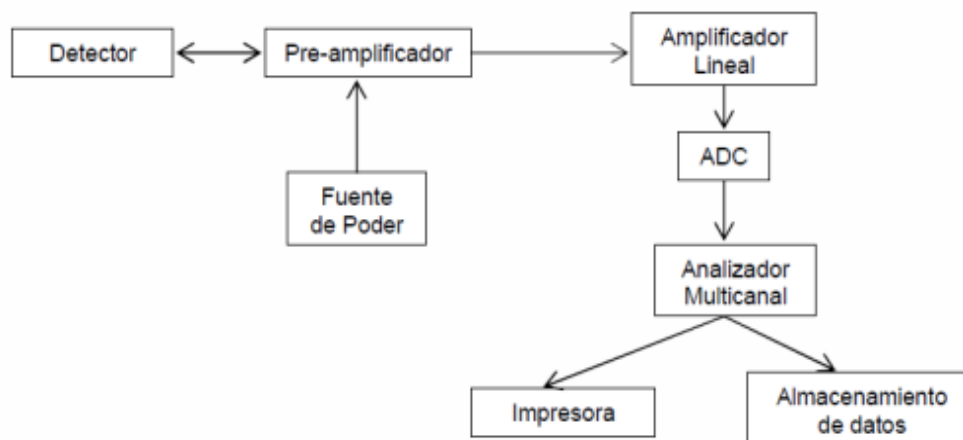 Detector
Pre-amplificador
Amplificador
Lineal
ADC
Fuente
de Poder
Analizador
Multicanal
Impresora
Almacenamiento
de datos